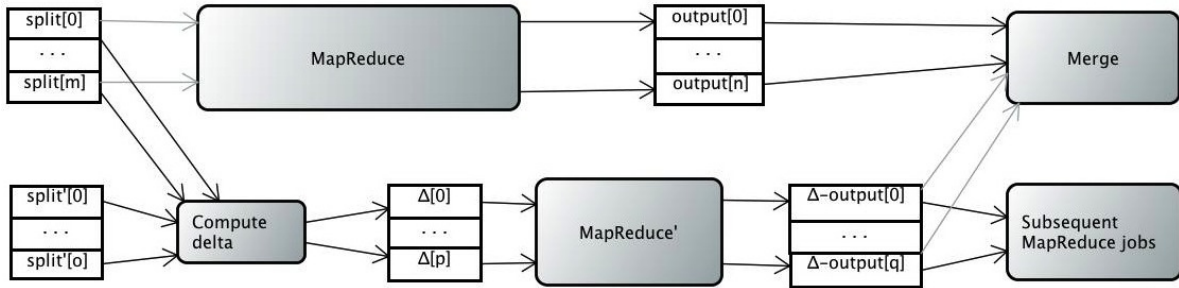 split[0]
. . .
split[m]
MapReduce
output[0]
. . .
output[n]
Merge
split'[0]
. . .
split'[o]
Compute
delta
Δ[0]
. . .
Δ[p]
MapReduce'
Δ-output[0]
. . .
Δ-output[q]
Subsequent
MapReduce jobs